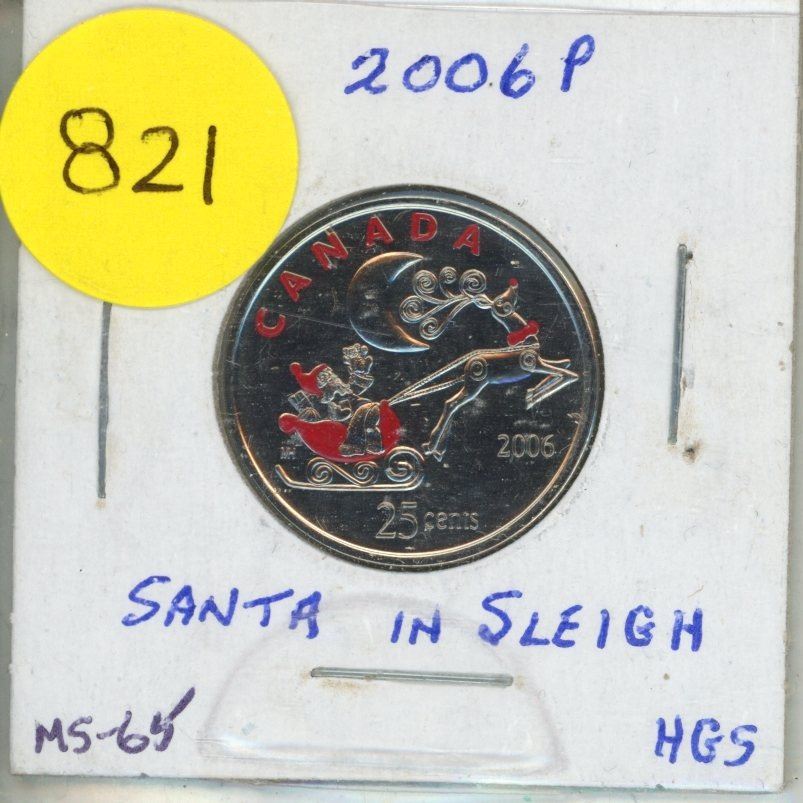 2006P
821
CANADA
2006
25 cents
SANTA IN SLEIGH
MS-65
HGS